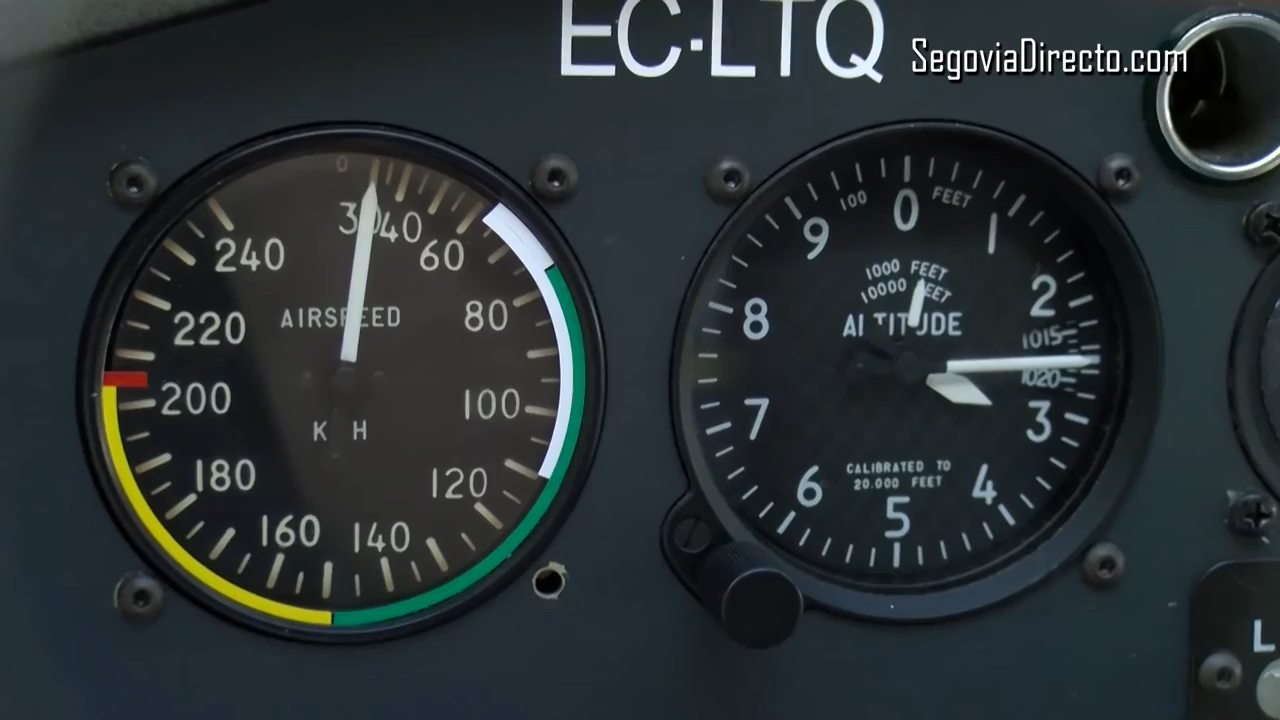 EC-LTQ
SegoviaDirecto.com
0
30 40
60
80
100
120
140
160
180
200
220
240
AIRSPEED
K H
0
1
2
3
4
5
6
7
8
9
100 FEET
1000 FEET
10000 FEET
ALTITUDE
1015
1020
CALIBRATED TO
20.000 FEET
L